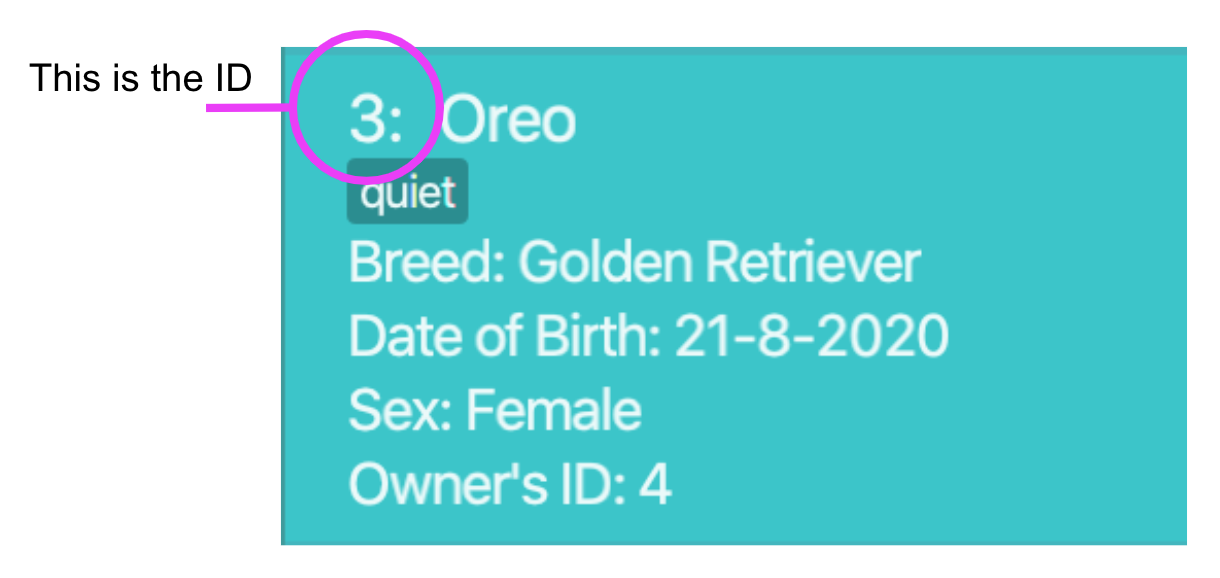 This is the ID
3: Oreo
quiet
Breed: Golden Retriever
Date of Birth: 21-8-2020
Sex: Female
Owner's ID: 4